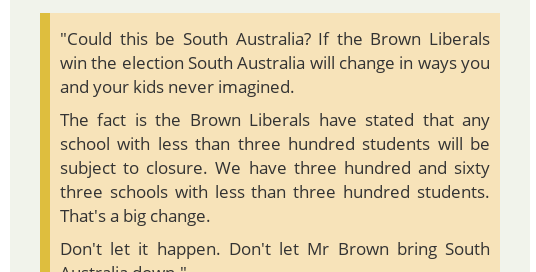 "Could this be South Australia? If the Brown Liberals
win the election South Australia will change in ways you
and your kids never imagined.
The fact is the Brown Liberals have stated that any
school with less than three hundred students will be
subject to closure. We have three hundred and sixty
three schools with less than three hundred students.
That's a big change.
Don't let it happen. Don't let Mr Brown bring South
Australia down."